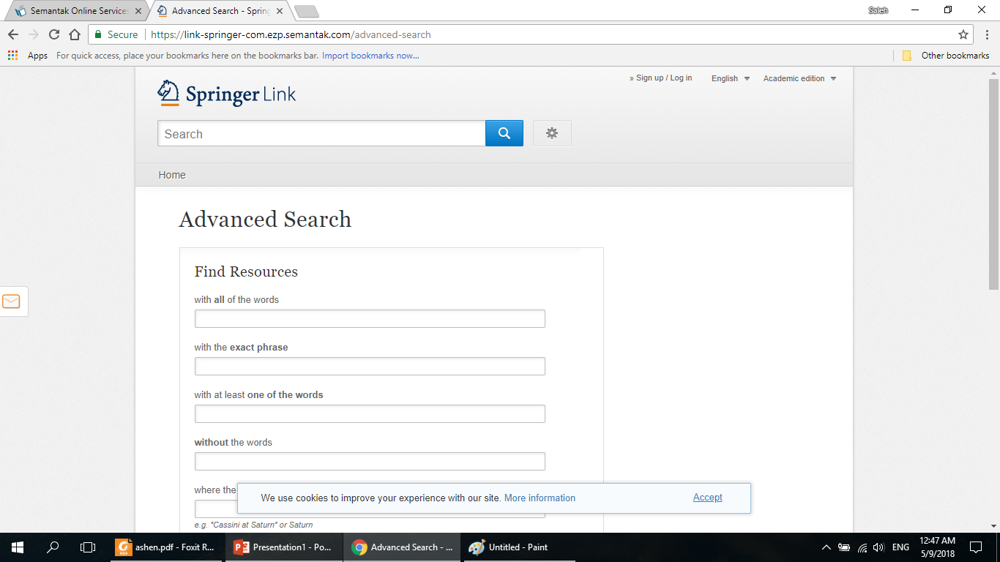 Semantak Online Services
Advanced Search - Spring
Saleh
Secure
https://link-springer-com.ezp.semantak.com/advanced-search
Apps
For quick access, place your bookmarks here on the bookmarks bar. Import bookmarks now...
Other bookmarks
» Sign up / Log in
English
Academic edition
Springer Link
Search
Home
Advanced Search
Find Resources
with all of the words
with the exact phrase
with at least one of the words
without the words
where the
We use cookies to improve your experience with our site. More information
Accept
e.g. "Cassini at Saturn" or Saturn
ashen.pdf - Foxit R...
Presentation1 - Po...
Advanced Search - ...
Untitled - Paint
ENG
12:47 AM
5/9/2018